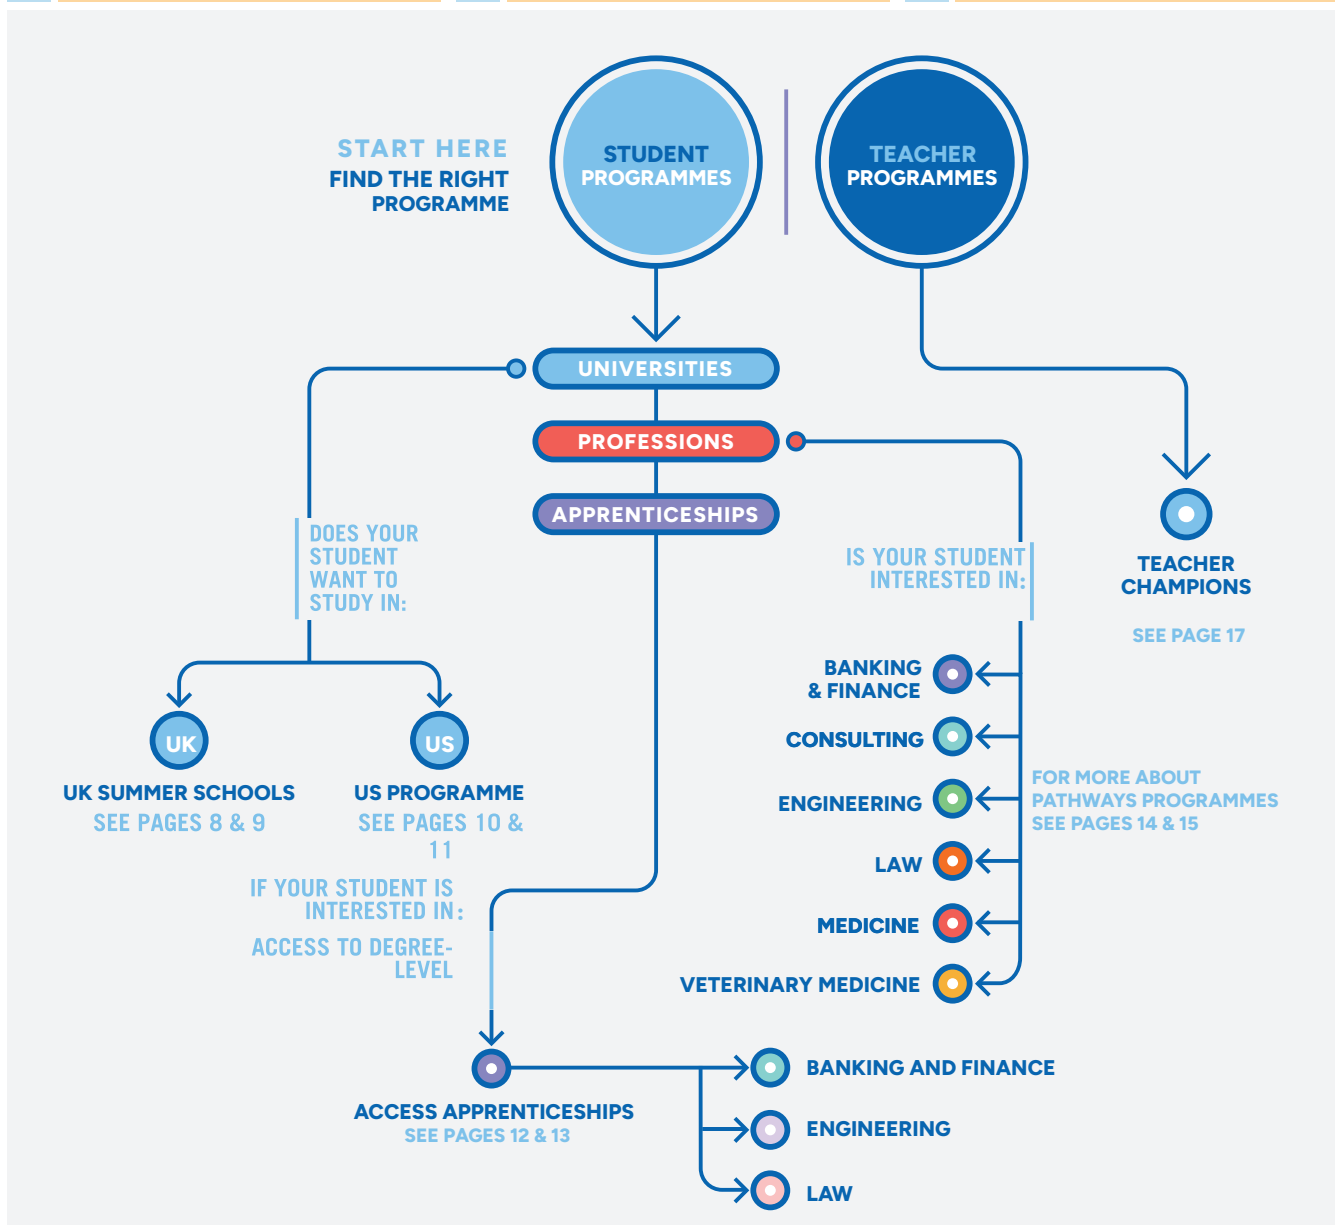 START HERE
FIND THE RIGHT
PROGRAMME
STUDENT
PROGRAMMES
TEACHER
PROGRAMMES
UNIVERSITIES
PROFESSIONS
APPRENTICESHIPS
DOES YOUR
STUDENT
WANT TO
STUDY IN:
IS YOUR STUDENT
INTERESTED IN:
TEACHER
CHAMPIONS
SEE PAGE 17
UK
UK SUMMER SCHOOLS
SEE PAGES 8 & 9
US
US PROGRAMME
SEE PAGES 10 &
11
BANKING
& FINANCE
CONSULTING
ENGINEERING
LAW
MEDICINE
VETERINARY MEDICINE
FOR MORE ABOUT
PATHWAYS PROGRAMMES
SEE PAGES 14 & 15
IF YOUR STUDENT IS
INTERESTED IN:
ACCESS TO DEGREE-
LEVEL
ACCESS APPRENTICESHIPS
SEE PAGES 12 & 13
BANKING AND FINANCE
ENGINEERING
LAW